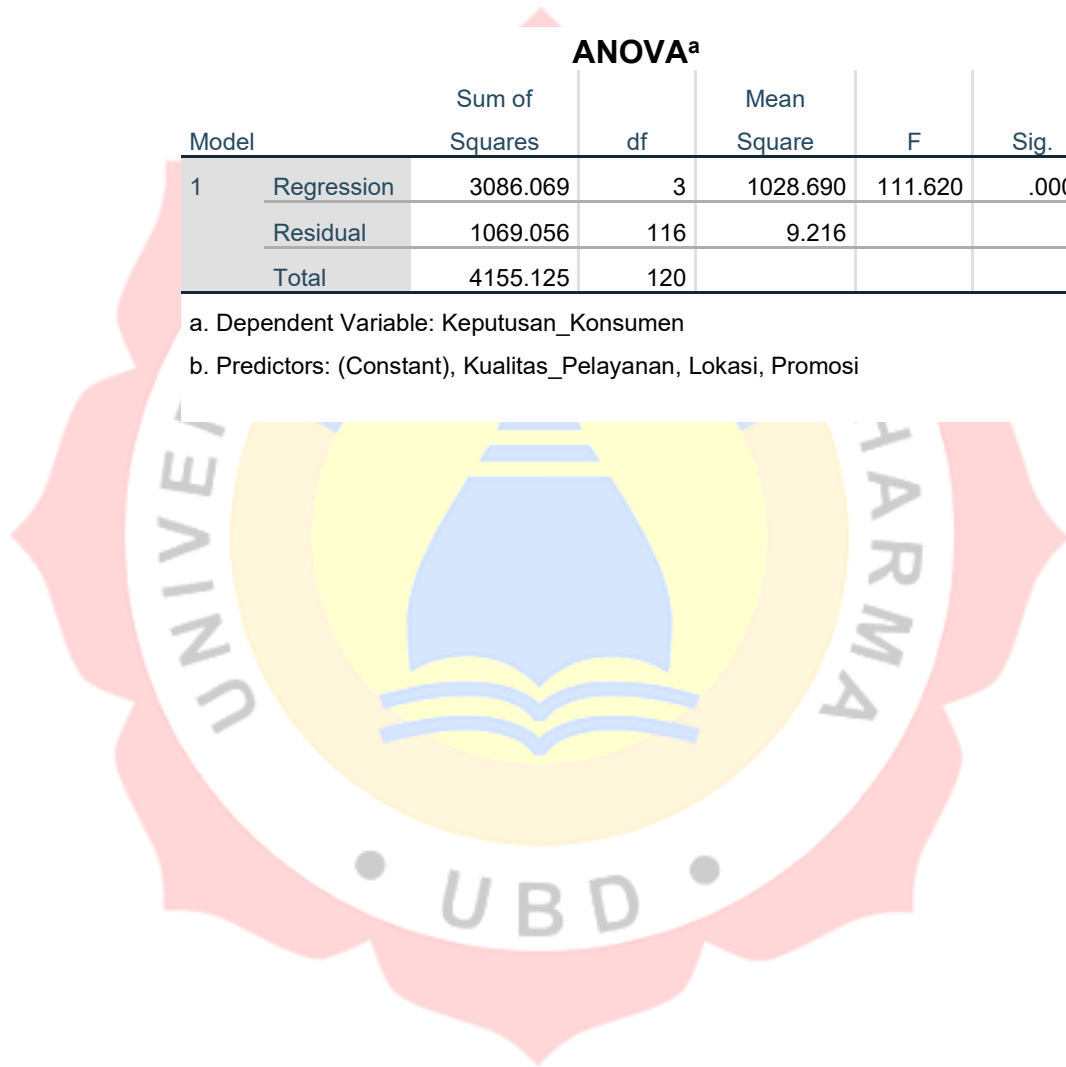 ANOVAa
Model Sum of Squares df Mean Square F Sig.
1 Regression 3086.069 3 1028.690 111.620 .000
Residual 1069.056 116 9.216
Total 4155.125 120
a. Dependent Variable: Keputusan_Konsumen
b. Predictors: (Constant), Kualitas_Pelayanan, Lokasi, Promosi
UBD